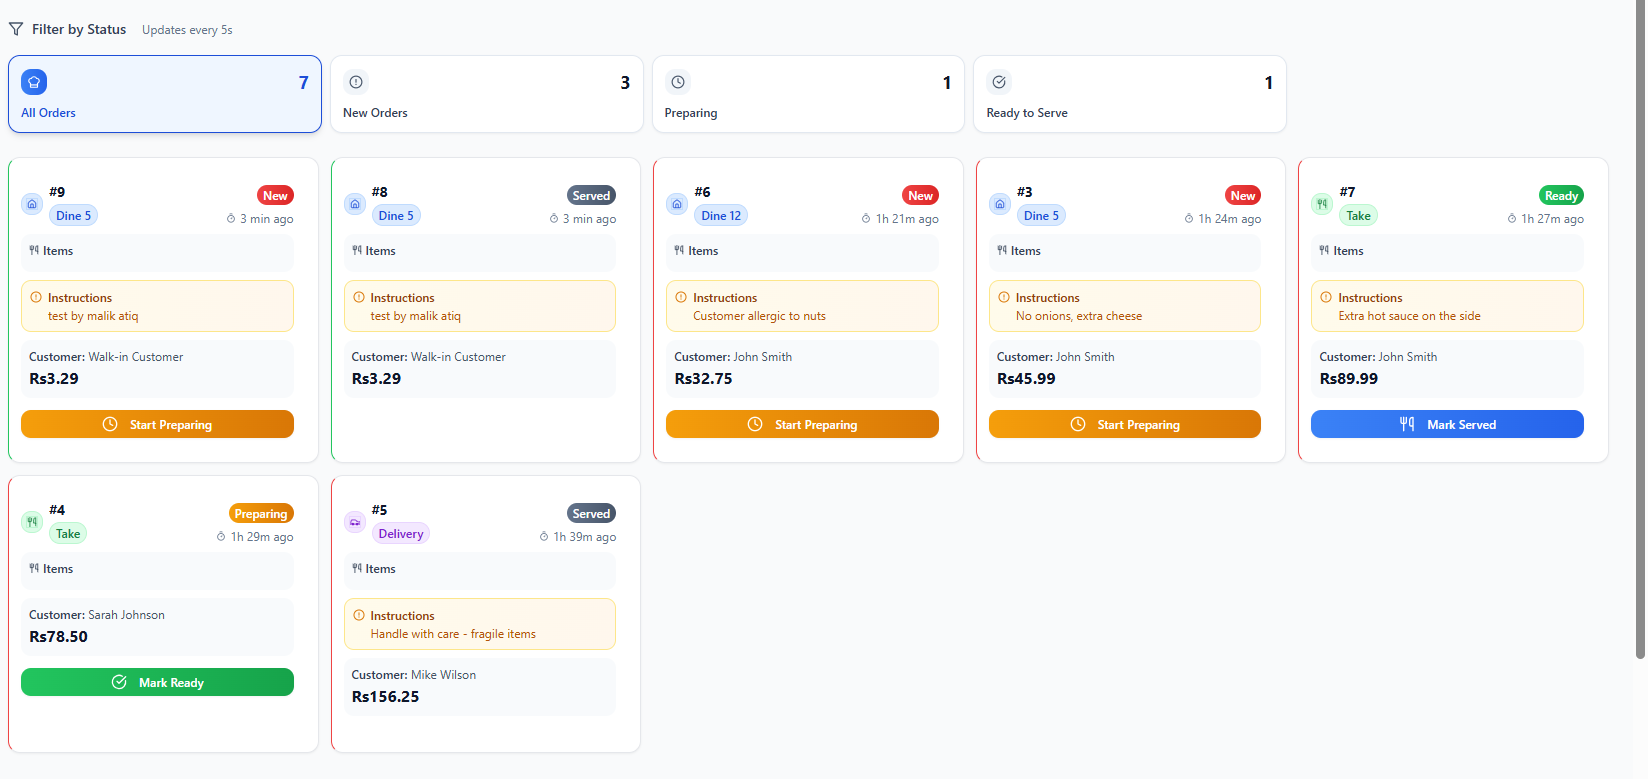 Filter by Status Updates every 5s
7
All Orders
3
New Orders
1
Preparing
1
Ready to Serve
#9
New
Dine 5
3 min ago
Items
Instructions
test by malik atiq
Customer: Walk-in Customer
Rs3.29
Start Preparing
#8
Served
Dine 5
3 min ago
Items
Instructions
test by malik atiq
Customer: Walk-in Customer
Rs3.29
#6
New
Dine 12
1h 21m ago
Items
Instructions
Customer allergic to nuts
Customer: John Smith
Rs32.75
Start Preparing
#3
New
Dine 5
1h 24m ago
Items
Instructions
No onions, extra cheese
Customer: John Smith
Rs45.99
Start Preparing
#7
Ready
Take
1h 27m ago
Items
Instructions
Extra hot sauce on the side
Customer: John Smith
Rs89.99
Mark Served
#4
Preparing
Take
1h 29m ago
Items
Customer: Sarah Johnson
Rs78.50
Mark Ready
#5
Served
Delivery
1h 39m ago
Items
Instructions
Handle with care - fragile items
Customer: Mike Wilson
Rs156.25